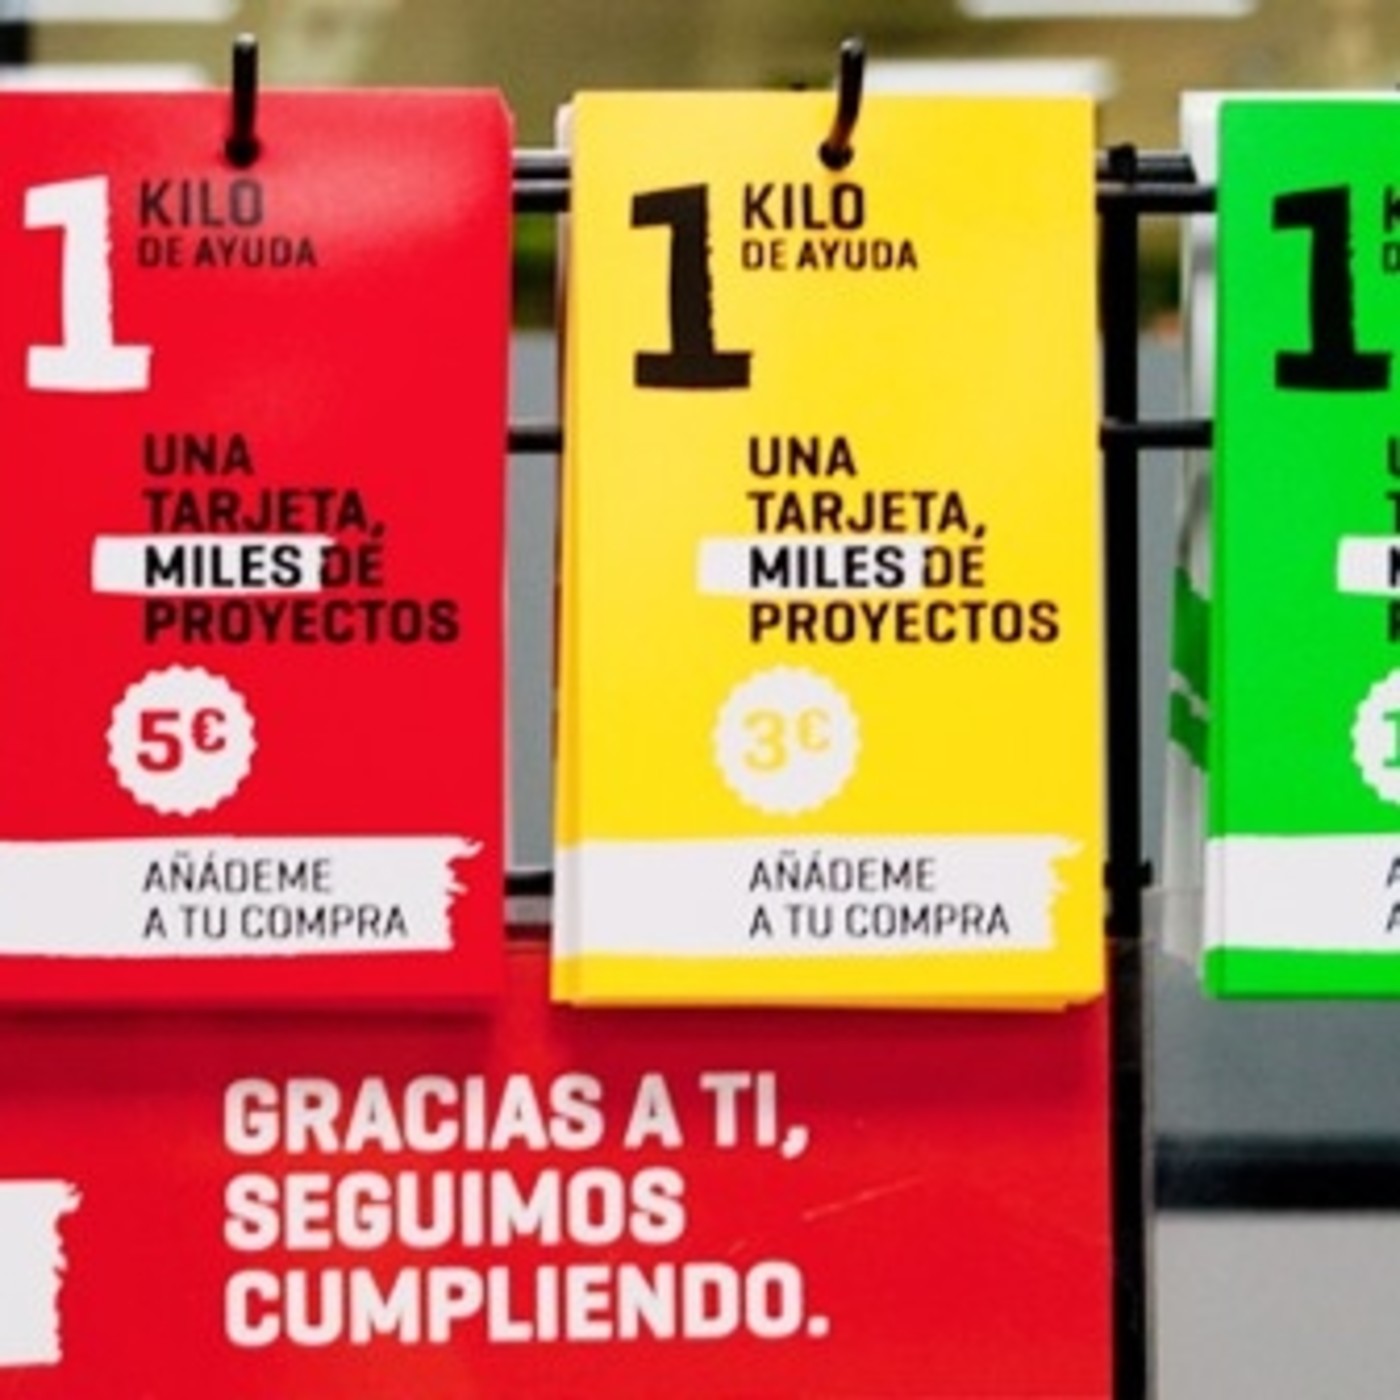 1 KILO
DE AYUDA
UNA
TARJETA,
MILES DE
PROYECTOS
5€
AÑÁDEME
A TU COMPRA
1 KILO
DE AYUDA
UNA
TARJETA,
MILES DE
PROYECTOS
3€
AÑÁDEME
A TU COMPRA
1
GRACIAS A TI,
SEGUIMOS
CUMPLIENDO.